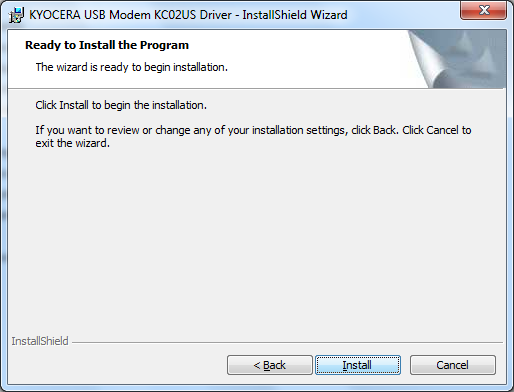 KYOCERA USB Modem KC02US Driver - InstallShield Wizard
Ready to Install the Program
The wizard is ready to begin installation.
Click Install to begin the installation.
If you want to review or change any of your installation settings, click Back. Click Cancel to
exit the wizard.
InstallShield
< Back
Install
Cancel